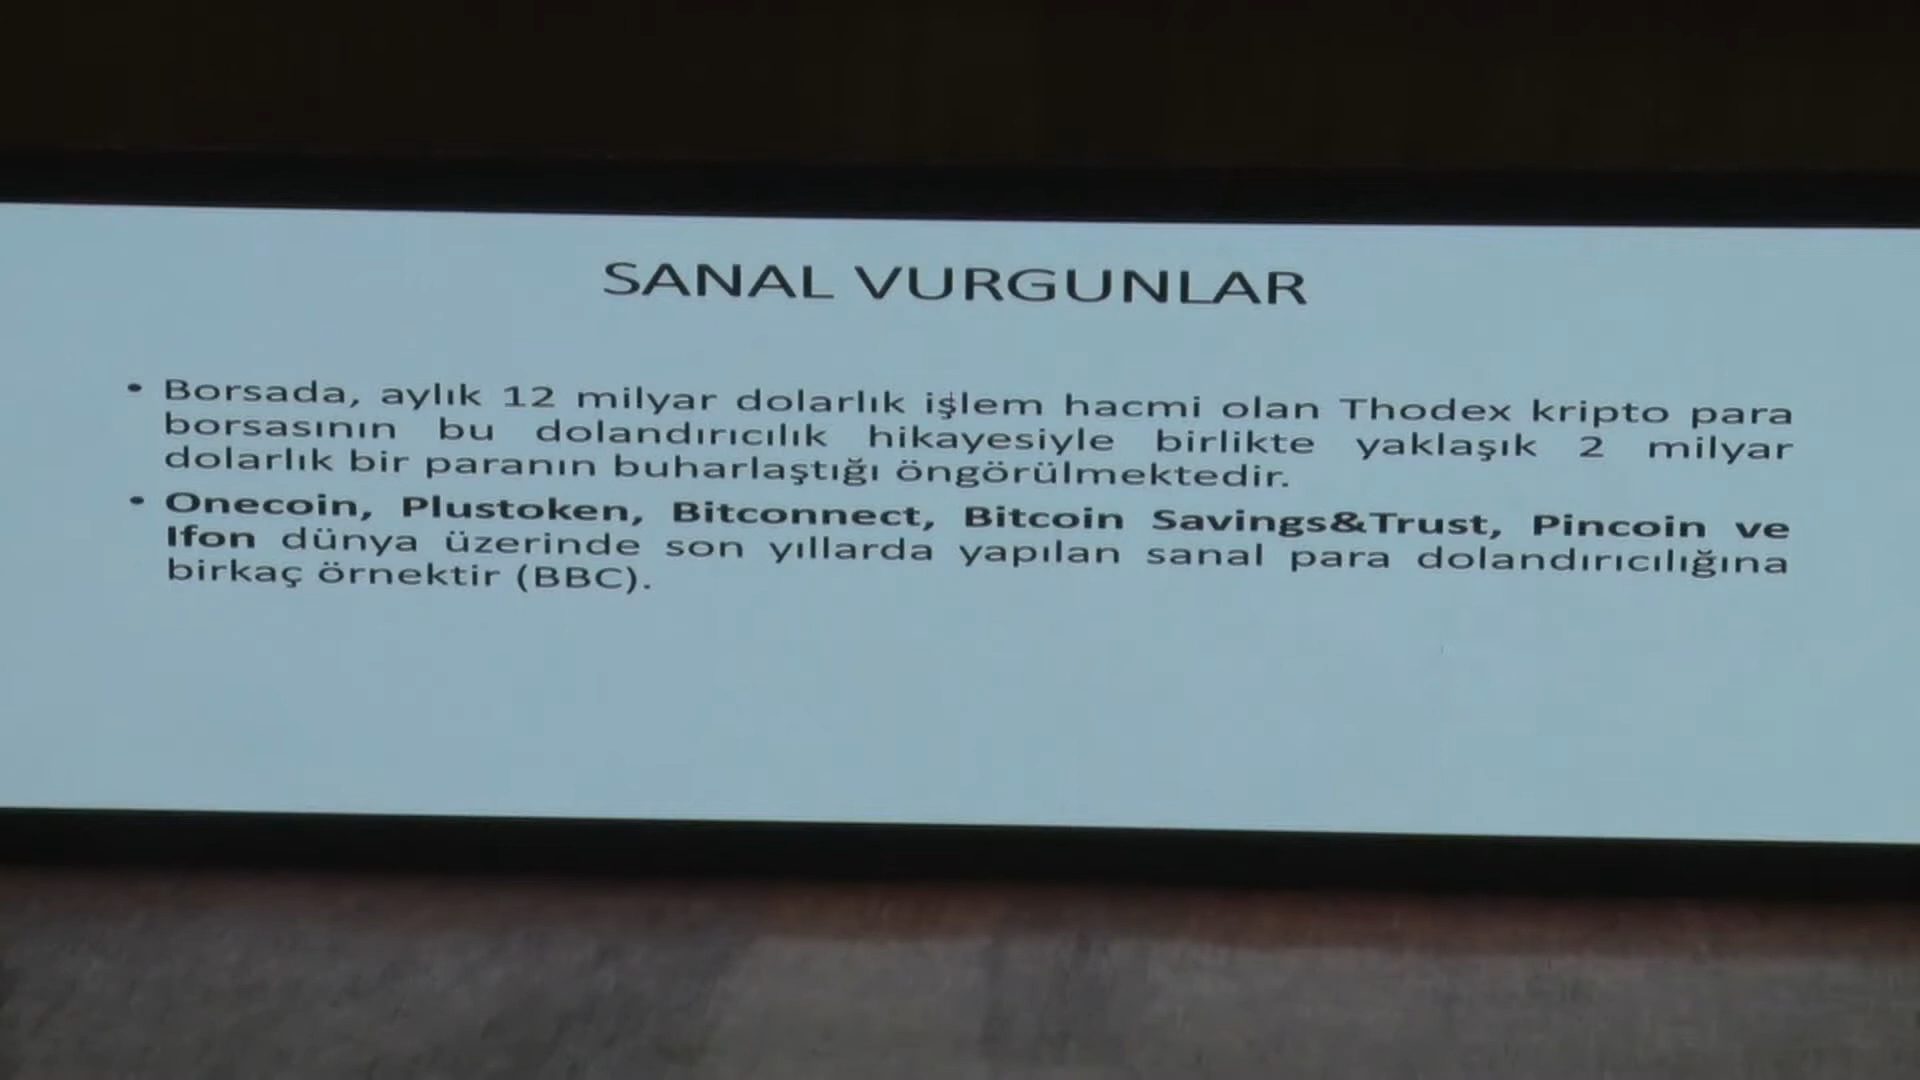 SANAL VURGUNLAR
• Borsada, aylık 12 milyar dolarlık işlem hacmi olan Thodex kripto para
borsasının bu dolandırıcılık hikayesiyle birlikte yaklaşık 2 milyar
dolarlık bir paranın buharlaştığı öngörülmektedir.
• Onecoin, Plustoken, Bitconnect, Bitcoin Savings&Trust, Pincoin ve
Ifon dünya üzerinde son yıllarda yapılan sanal para dolandırıcılığına
birkaç örnektir (BBC).